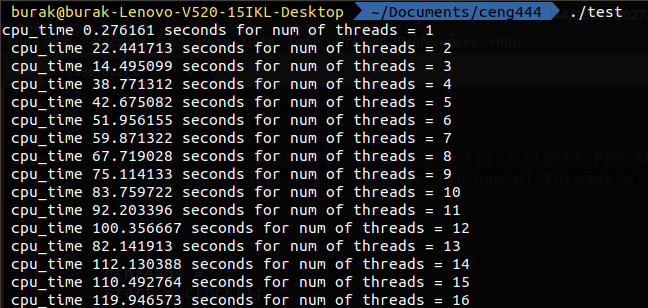 burak@burak-Lenovo-V520-15IKL-Desktop ~/Documents/ceng444 ./test
cpu_time 0.276161 seconds for num of threads = 1
cpu_time 22.441713 seconds for num of threads = 2
cpu_time 14.495099 seconds for num of threads = 3
cpu_time 38.771312 seconds for num of threads = 4
cpu_time 42.675082 seconds for num of threads = 5
cpu_time 51.956155 seconds for num of threads = 6
cpu_time 59.871322 seconds for num of threads = 7
cpu_time 67.719028 seconds for num of threads = 8
cpu_time 75.114133 seconds for num of threads = 9
cpu_time 83.759722 seconds for num of threads = 10
cpu_time 92.203396 seconds for num of threads = 11
cpu_time 100.356667 seconds for num of threads = 12
cpu_time 82.141913 seconds for num of threads = 13
cpu_time 112.130388 seconds for num of threads = 14
cpu_time 110.492764 seconds for num of threads = 15
cpu_time 119.946573 seconds for num of threads = 16